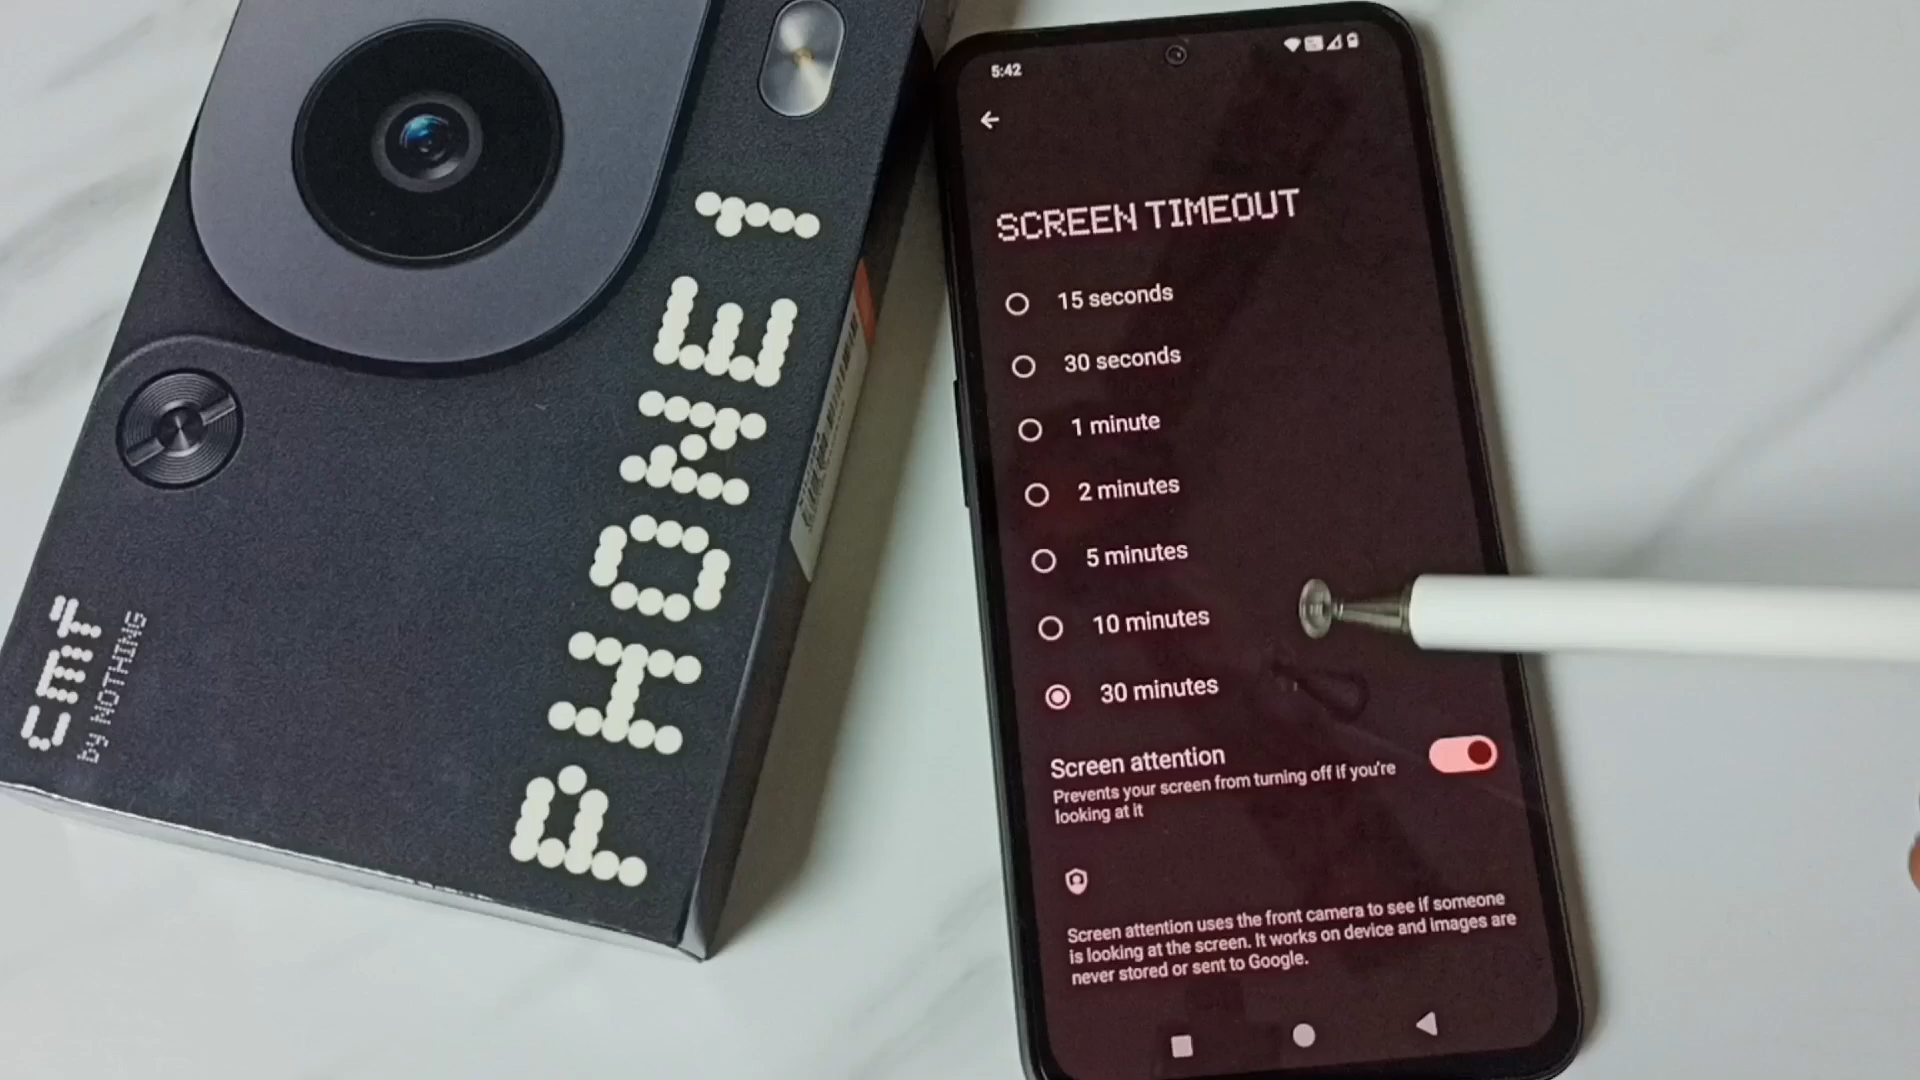 PHONE 1
CMF
by NOTHING
5:42
SCREEN TIMEOUT
15 seconds
30 seconds
1 minute
2 minutes
5 minutes
10 minutes
30 minutes
Screen attention
Prevents your screen from turning off if you're
looking at it
Screen attention uses the front camera to see if someone
is looking at the screen. It works on device and images are
never stored or sent to Google.